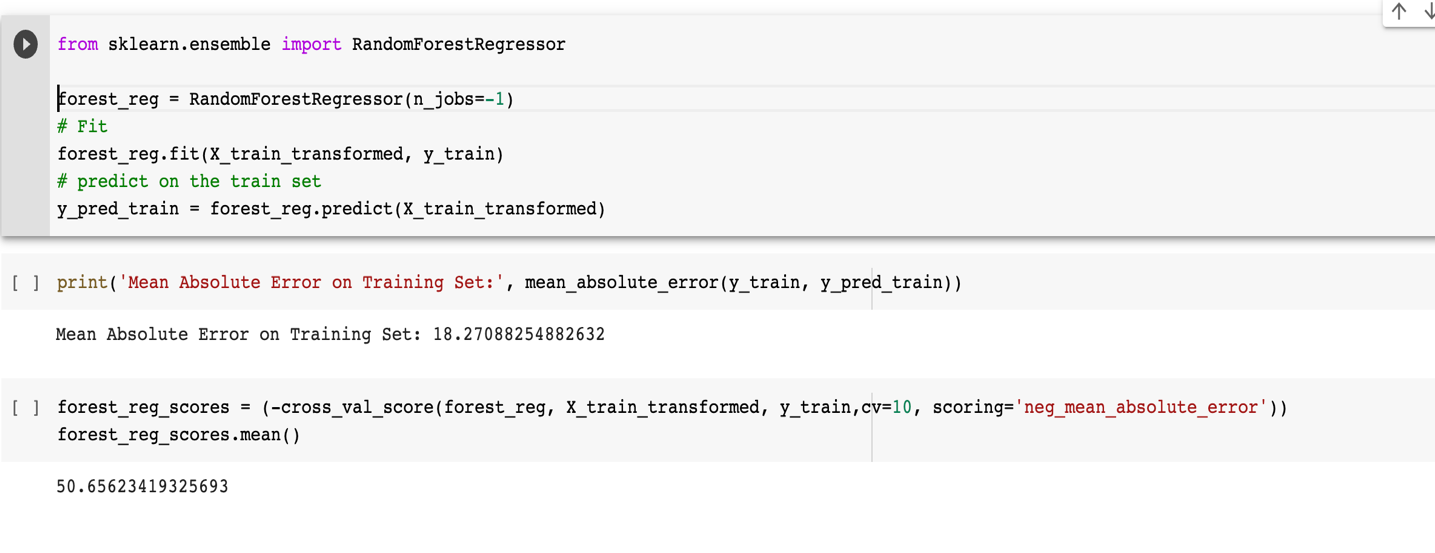 from sklearn.ensemble import RandomForestRegressor
forest_reg = RandomForestRegressor(n_jobs=-1)
# Fit
forest_reg.fit(X_train_transformed, y_train)
# predict on the train set
y_pred_train = forest_reg.predict(X_train_transformed)
[ ] print('Mean Absolute Error on Training Set:', mean_absolute_error(y_train, y_pred_train))
Mean Absolute Error on Training Set: 18.27088254882632
[ ] forest_reg_scores = (-cross_val_score(forest_reg, X_train_transformed, y_train,cv=10, scoring='neg_mean_absolute_error'))
forest_reg_scores.mean()
50.65623419325693